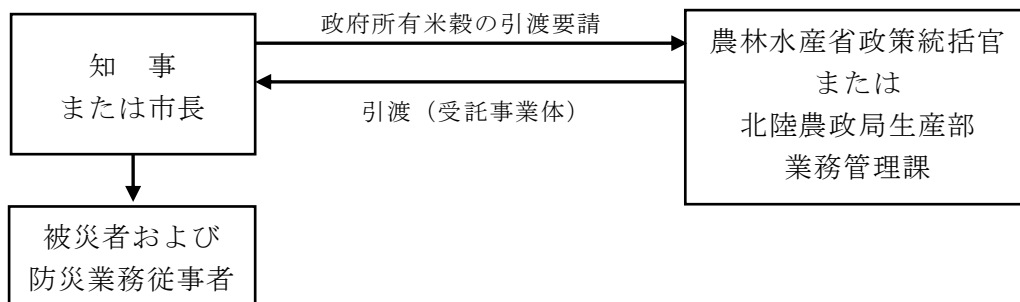 政府所有米穀の引渡要請
知　事
または市長
引渡（受託事業体）
農林水産省政策統括官
または
北陸農政局生産部
業務管理課
被災者および
防災業務従事者